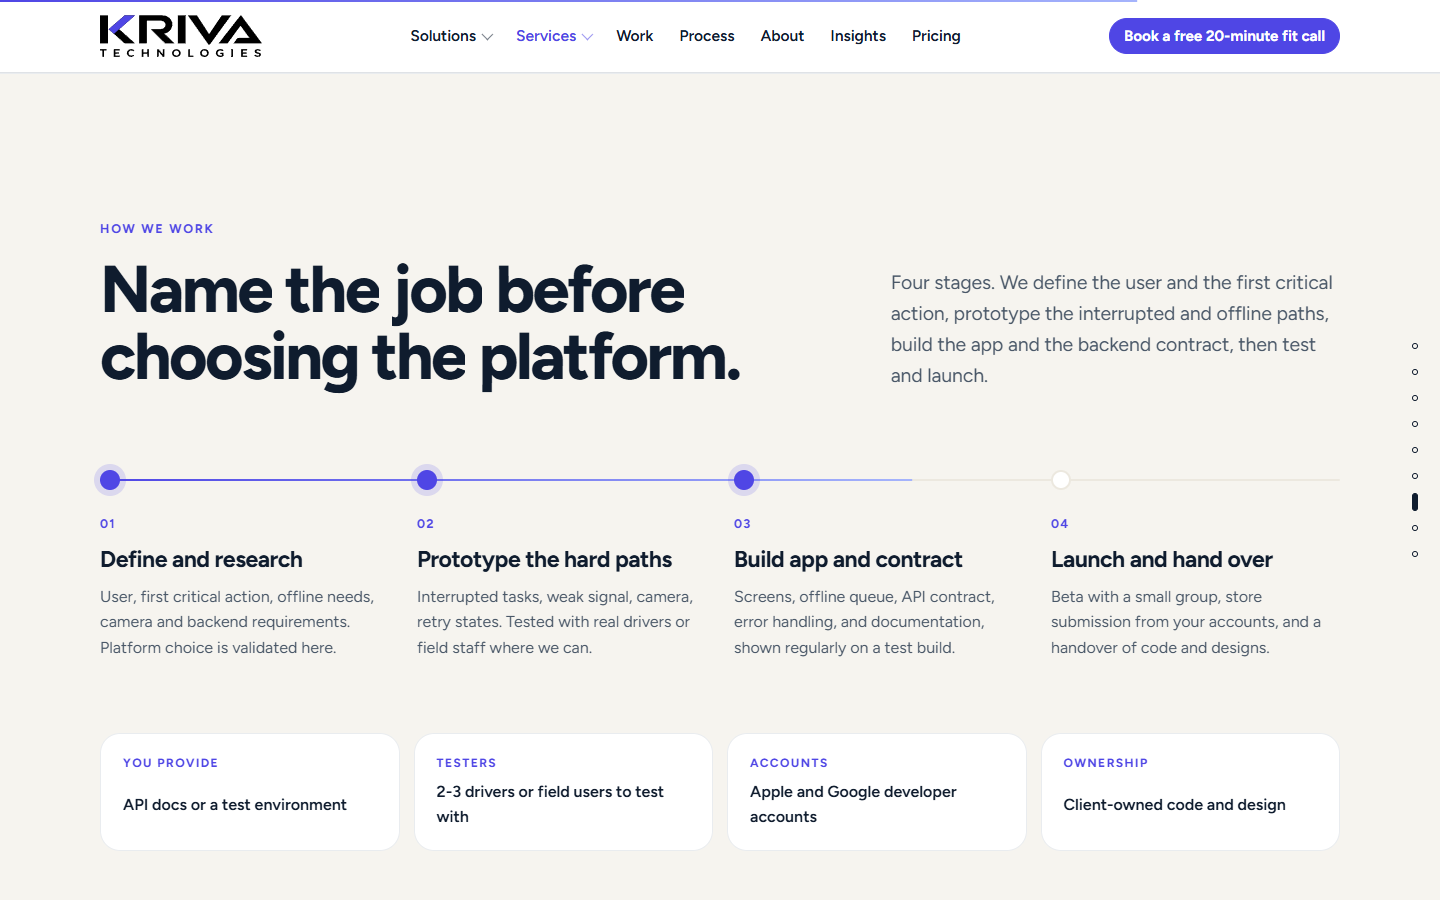 KRIVA
TECHNOLOGIES
Solutions
Services
Work
Process
About
Insights
Pricing
Book a free 20-minute fit call
HOW WE WORK
Name the job before
choosing the platform.
Four stages. We define the user and the first critical
action, prototype the interrupted and offline paths,
build the app and the backend contract, then test
and launch.
01
Define and research
User, first critical action, offline needs,
camera and backend requirements.
Platform choice is validated here.
02
Prototype the hard paths
Interrupted tasks, weak signal, camera,
retry states. Tested with real drivers or
field staff where we can.
03
Build app and contract
Screens, offline queue, API contract,
error handling, and documentation,
shown regularly on a test build.
04
Launch and hand over
Beta with a small group, store
submission from your accounts, and a
handover of code and designs.
YOU PROVIDE
API docs or a test environment
TESTERS
2-3 drivers or field users to test
with
ACCOUNTS
Apple and Google developer
accounts
OWNERSHIP
Client-owned code and design